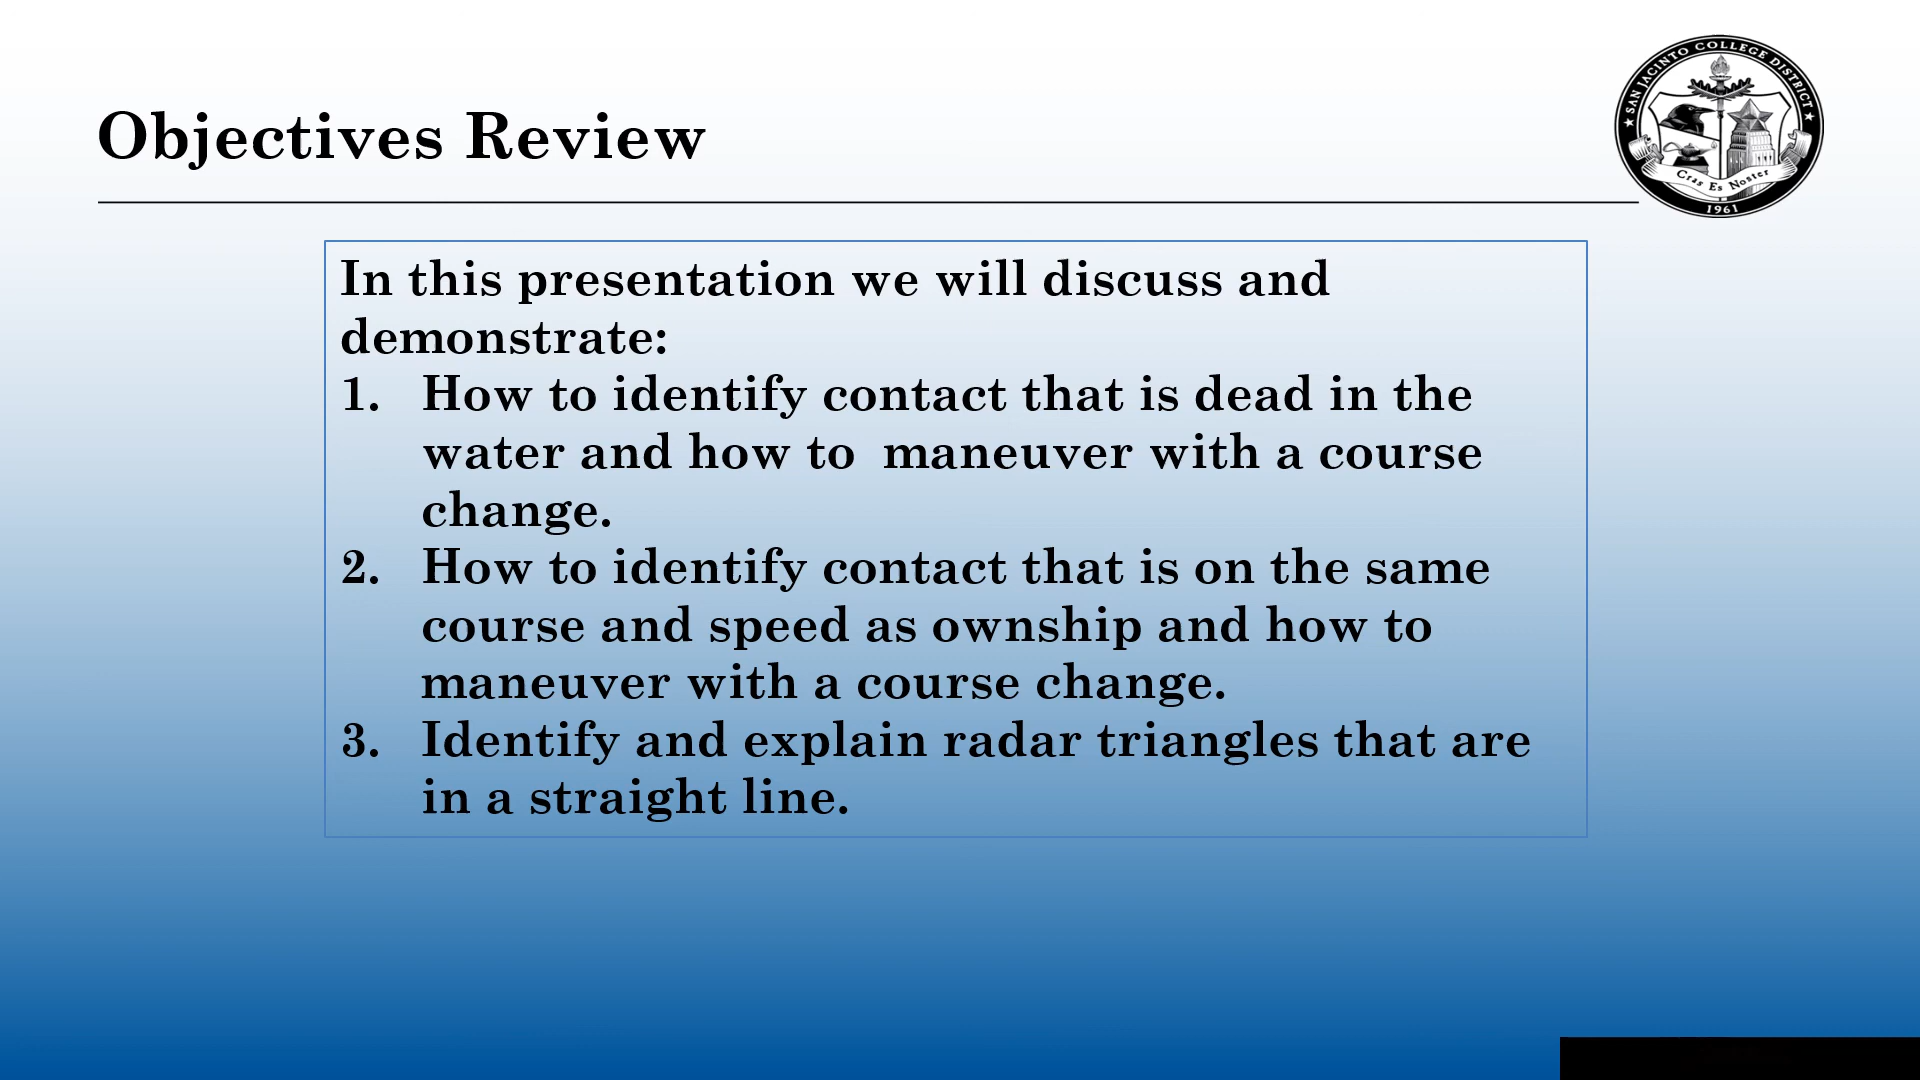 Objectives Review
SAN JACINTO COLLEGE DISTRICT
Cras Es Noster
1961
In this presentation we will discuss and
demonstrate:
1. How to identify contact that is dead in the
water and how to  maneuver with a course
change.
2. How to identify contact that is on the same
course and speed as ownship and how to
maneuver with a course change.
3. Identify and explain radar triangles that are
in a straight line.